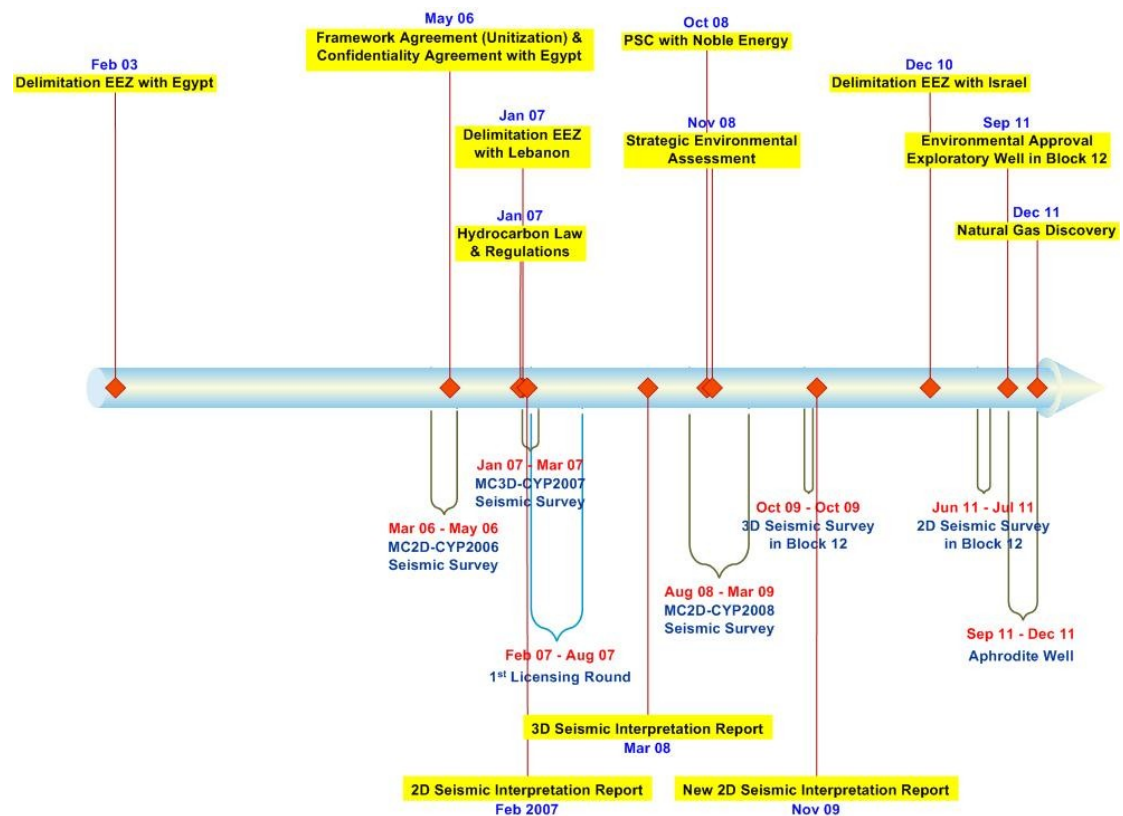 May 06
Framework Agreement (Unitization) &
Confidentiality Agreement with Egypt
Oct 08
PSC with Noble Energy
Feb 03
Delimitation EEZ with Egypt
Dec 10
Delimitation EEZ with Israel
Jan 07
Delimitation EEZ
with Lebanon
Nov 08
Strategic Environmental
Assessment
Sep 11
Environmental Approval
Exploratory Well in Block 12
Jan 07
Hydrocarbon Law
& Regulations
Dec 11
Natural Gas Discovery
Jan 07 - Mar 07
MC3D-CYP2007
Seismic Survey
Mar 06 - May 06
MC2D-CYP2006
Seismic Survey
Oct 09 - Oct 09
3D Seismic Survey
in Block 12
Jun 11 - Jul 11
2D Seismic Survey
in Block 12
Aug 08 - Mar 09
MC2D-CYP2008
Seismic Survey
Feb 07 - Aug 07
1st Licensing Round
Sep 11 - Dec 11
Aphrodite Well
3D Seismic Interpretation Report
Mar 08
2D Seismic Interpretation Report
Feb 2007
New 2D Seismic Interpretation Report
Nov 09